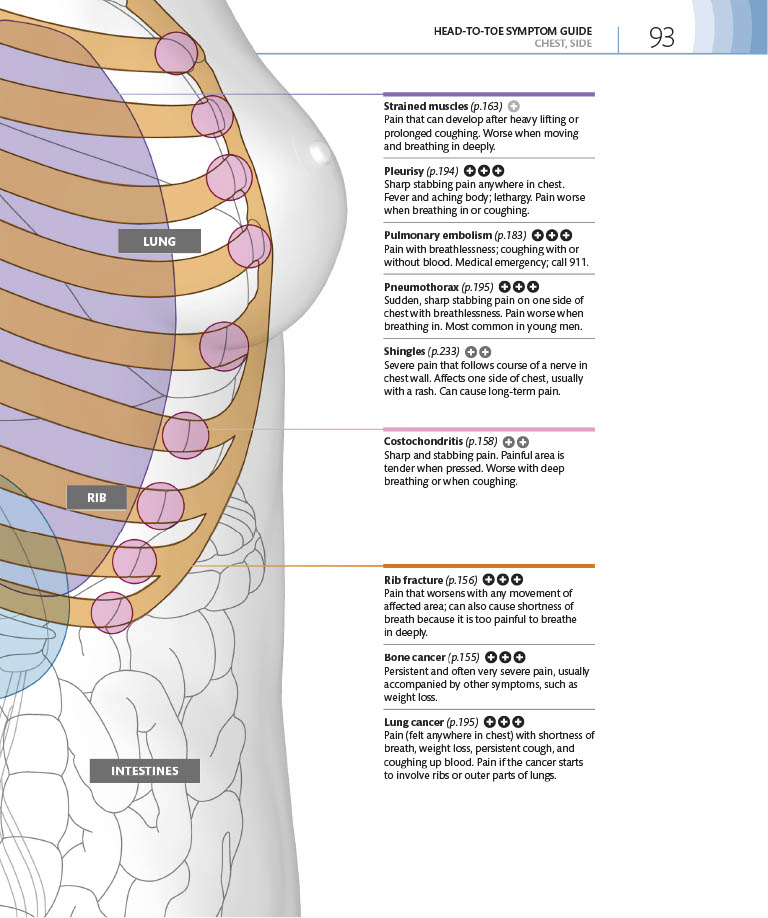 HEAD-TO-TOE SYMPTOM GUIDE
CHEST, SIDE
93
Strained muscles (p.163)
Pain that can develop after heavy lifting or
prolonged coughing. Worse when moving
and breathing in deeply.
Pleurisy (p.194)
Sharp stabbing pain anywhere in chest.
Fever and aching body; lethargy. Pain worse
when breathing in or coughing.
Pulmonary embolism (p.183)
Pain with breathlessness; coughing with or
without blood. Medical emergency; call 911.
Pneumothorax (p.195)
Sudden, sharp stabbing pain on one side of
chest with breathlessness. Pain worse when
breathing in. Most common in young men.
Shingles (p.233)
Severe pain that follows course of a nerve in
chest wall. Affects one side of chest, usually
with a rash. Can cause long-term pain.
Costochondritis (p.158)
Sharp and stabbing pain. Painful area is
tender when pressed. Worse with deep
breathing or when coughing.
Rib fracture (p.156)
Pain that worsens with any movement of
affected area; can also cause shortness of
breath because it is too painful to breathe
in deeply.
Bone cancer (p.155)
Persistent and often very severe pain, usually
accompanied by other symptoms, such as
weight loss.
Lung cancer (p.195)
Pain (felt anywhere in chest) with shortness of
breath, weight loss, persistent cough, and
coughing up blood. Pain if the cancer starts
to involve ribs or outer parts of lungs.
LUNG
RIB
INTESTINES